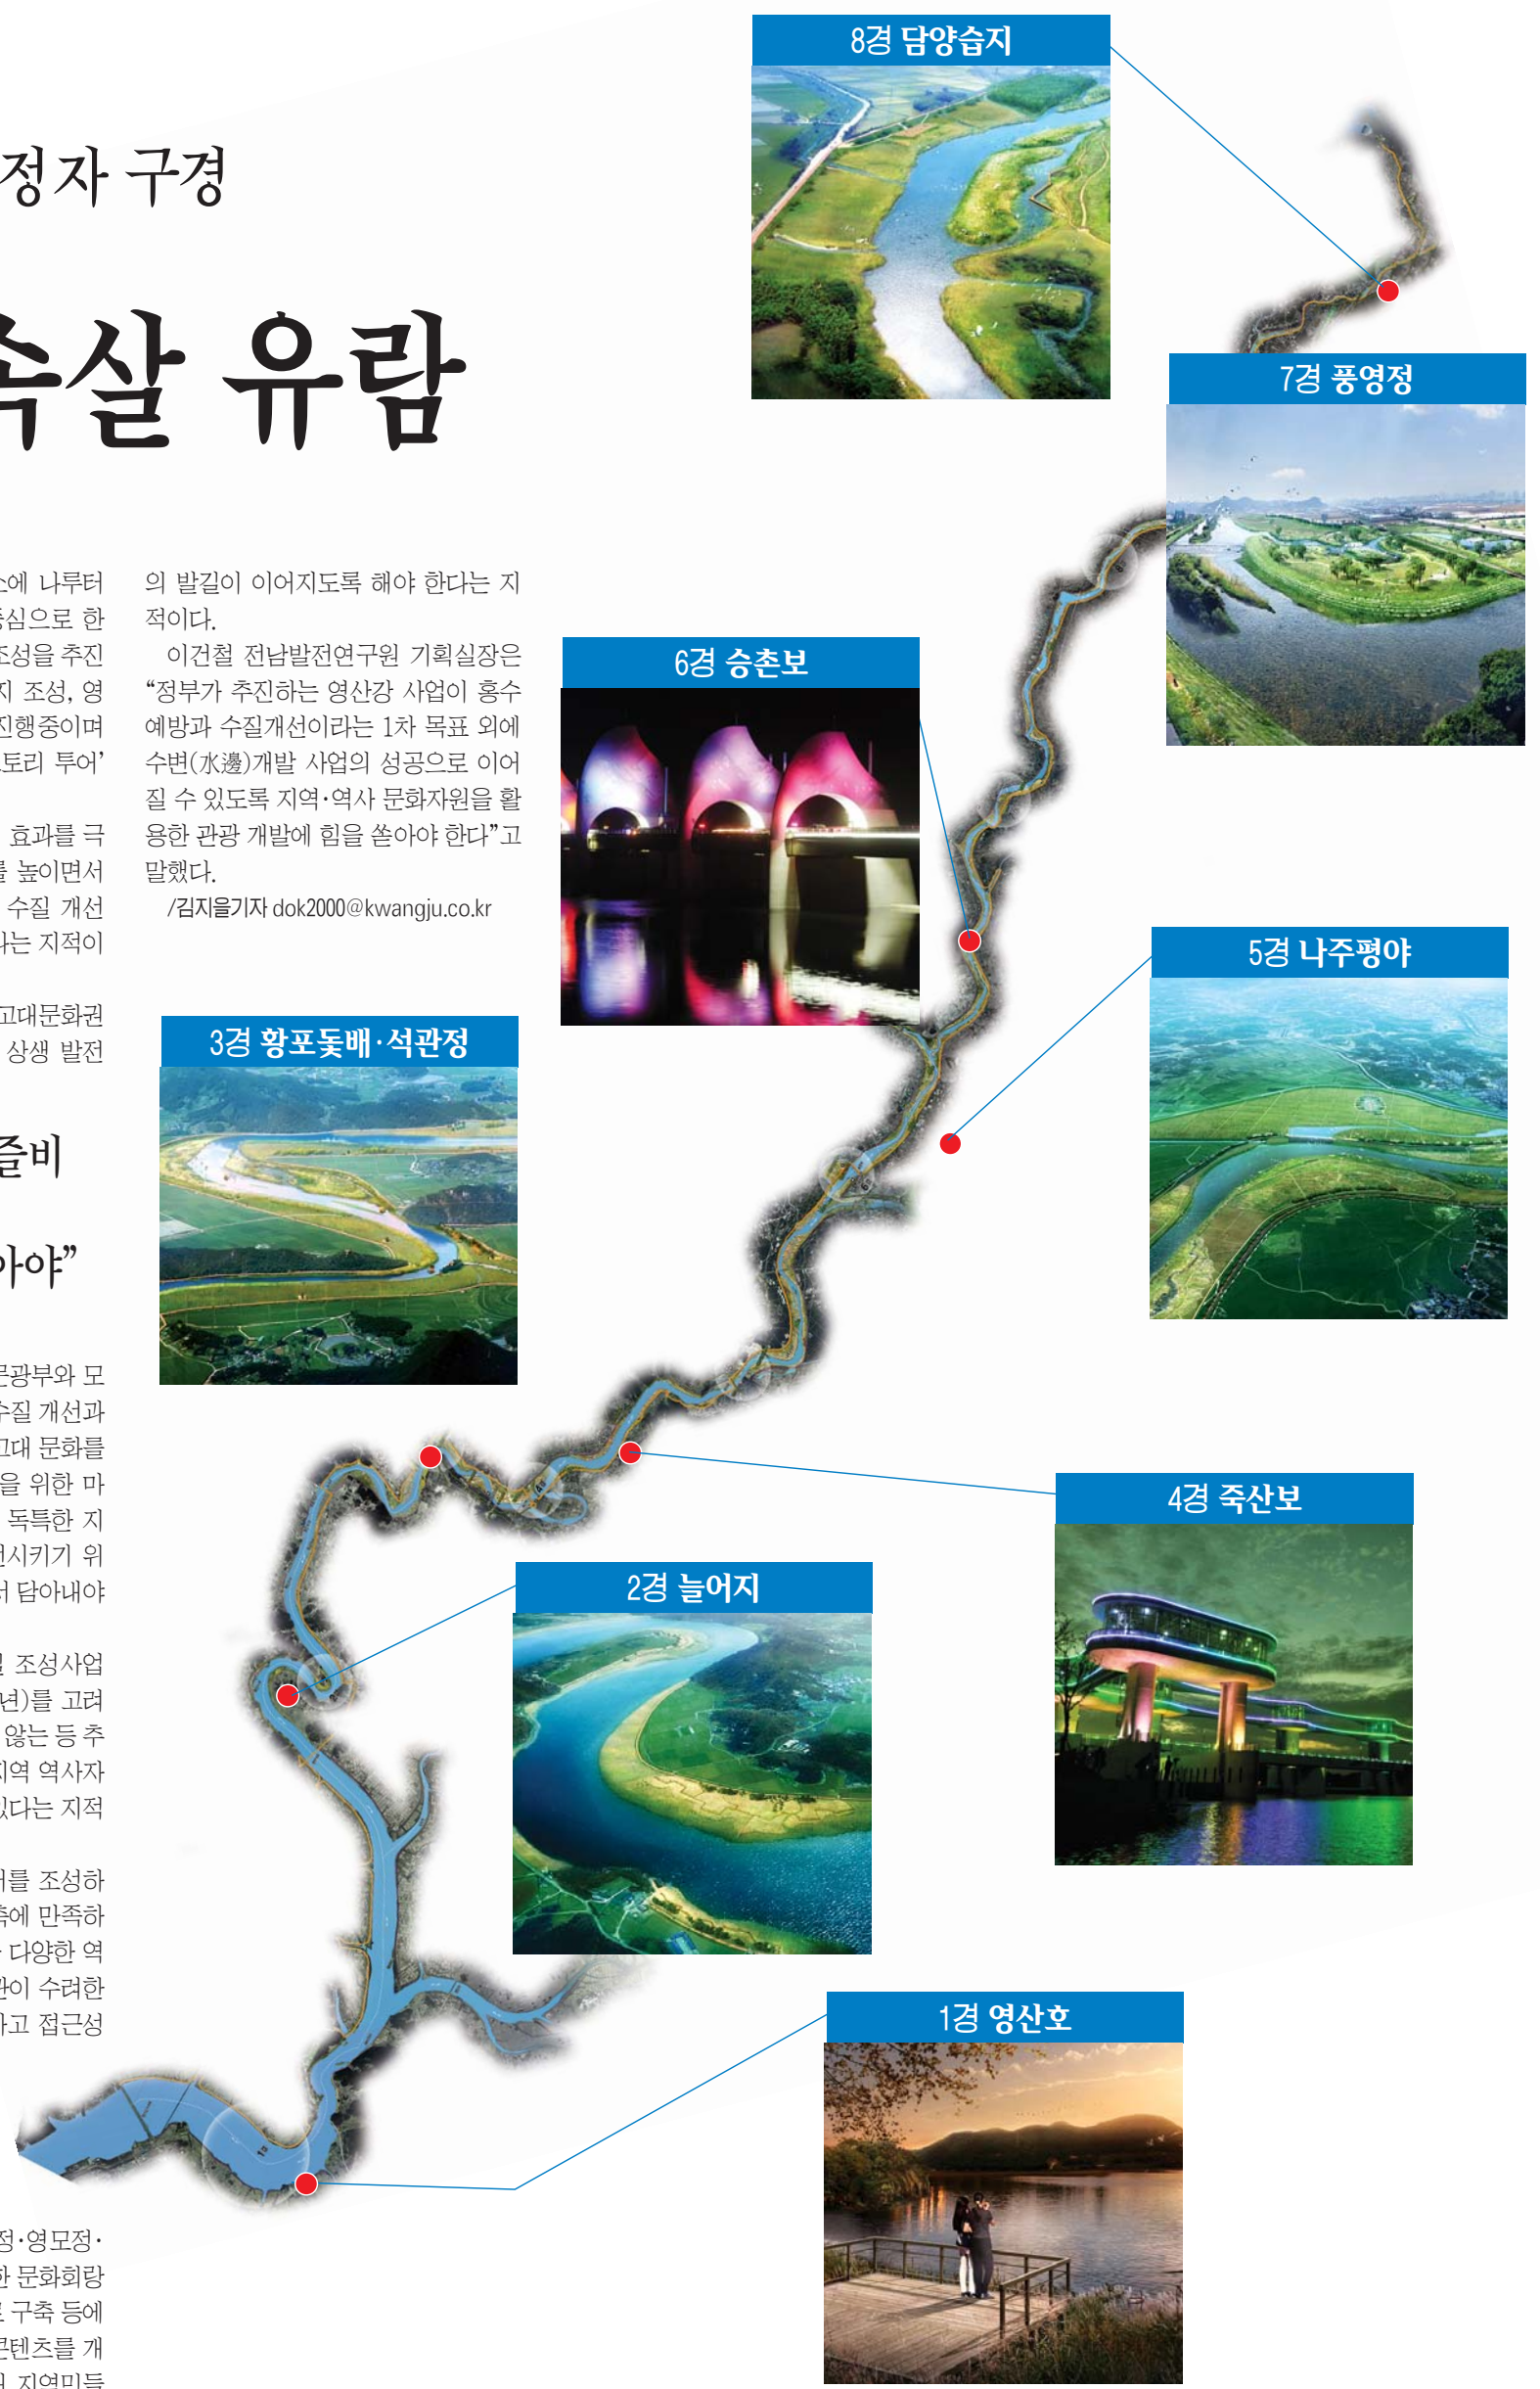 정자 구경
속살 유람
소에 나루터
중심으로 한
조성을 추진
지 조성, 영
진행중이며
토리 투어’
효과를 극
를 높이면서
수질 개선
다는 지적이
고대문화권
상생 발전
즐비
아야”
문광부와 모
수질 개선과
고대 문화를
을 위한 마
독특한 지
전시키기 위
서 담아내야
길 조성사업
년)를 고려
않는 등 추
지역 역사자
있다는 지적
터를 조성하
축에 만족하
다양한 역
관이 수려한
하고 접근성
정·영모정·
한 문화회랑
로 구축 등에
콘텐츠를 개
지역민들
의 발길이 이어지도록 해야 한다는 지
적이다.
이건철 전남발전연구원 기획실장은
“정부가 추진하는 영산강 사업이 홍수
예방과 수질개선이라는 1차 목표 외에
수변(水邊)개발 사업의 성공으로 이어
질 수 있도록 지역·역사 문화자원을 활
용한 관광 개발에 힘을 쏟아야 한다”고
말했다.
/김지을기자 dok2000@kwangju.co.kr
8경 담양습지
7경 풍영정
6경 승촌보
5경 나주평야
3경 황포돛배·석관정
4경 죽산보
2경 늘어지
1경 영산호